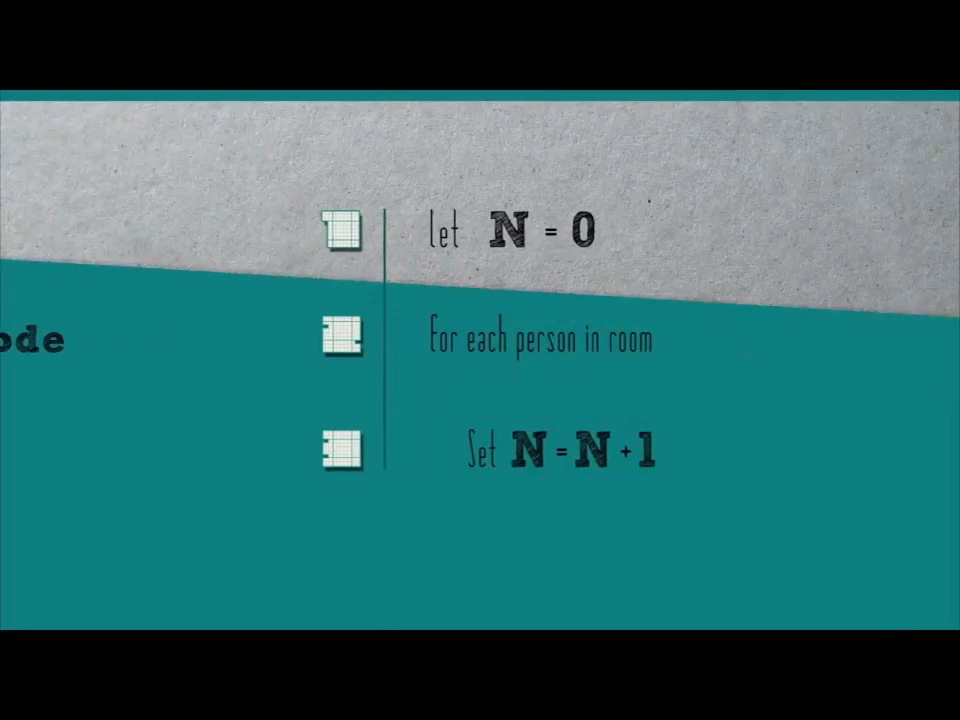 let N = 0
ode
For each person in room
Set N = N + 1